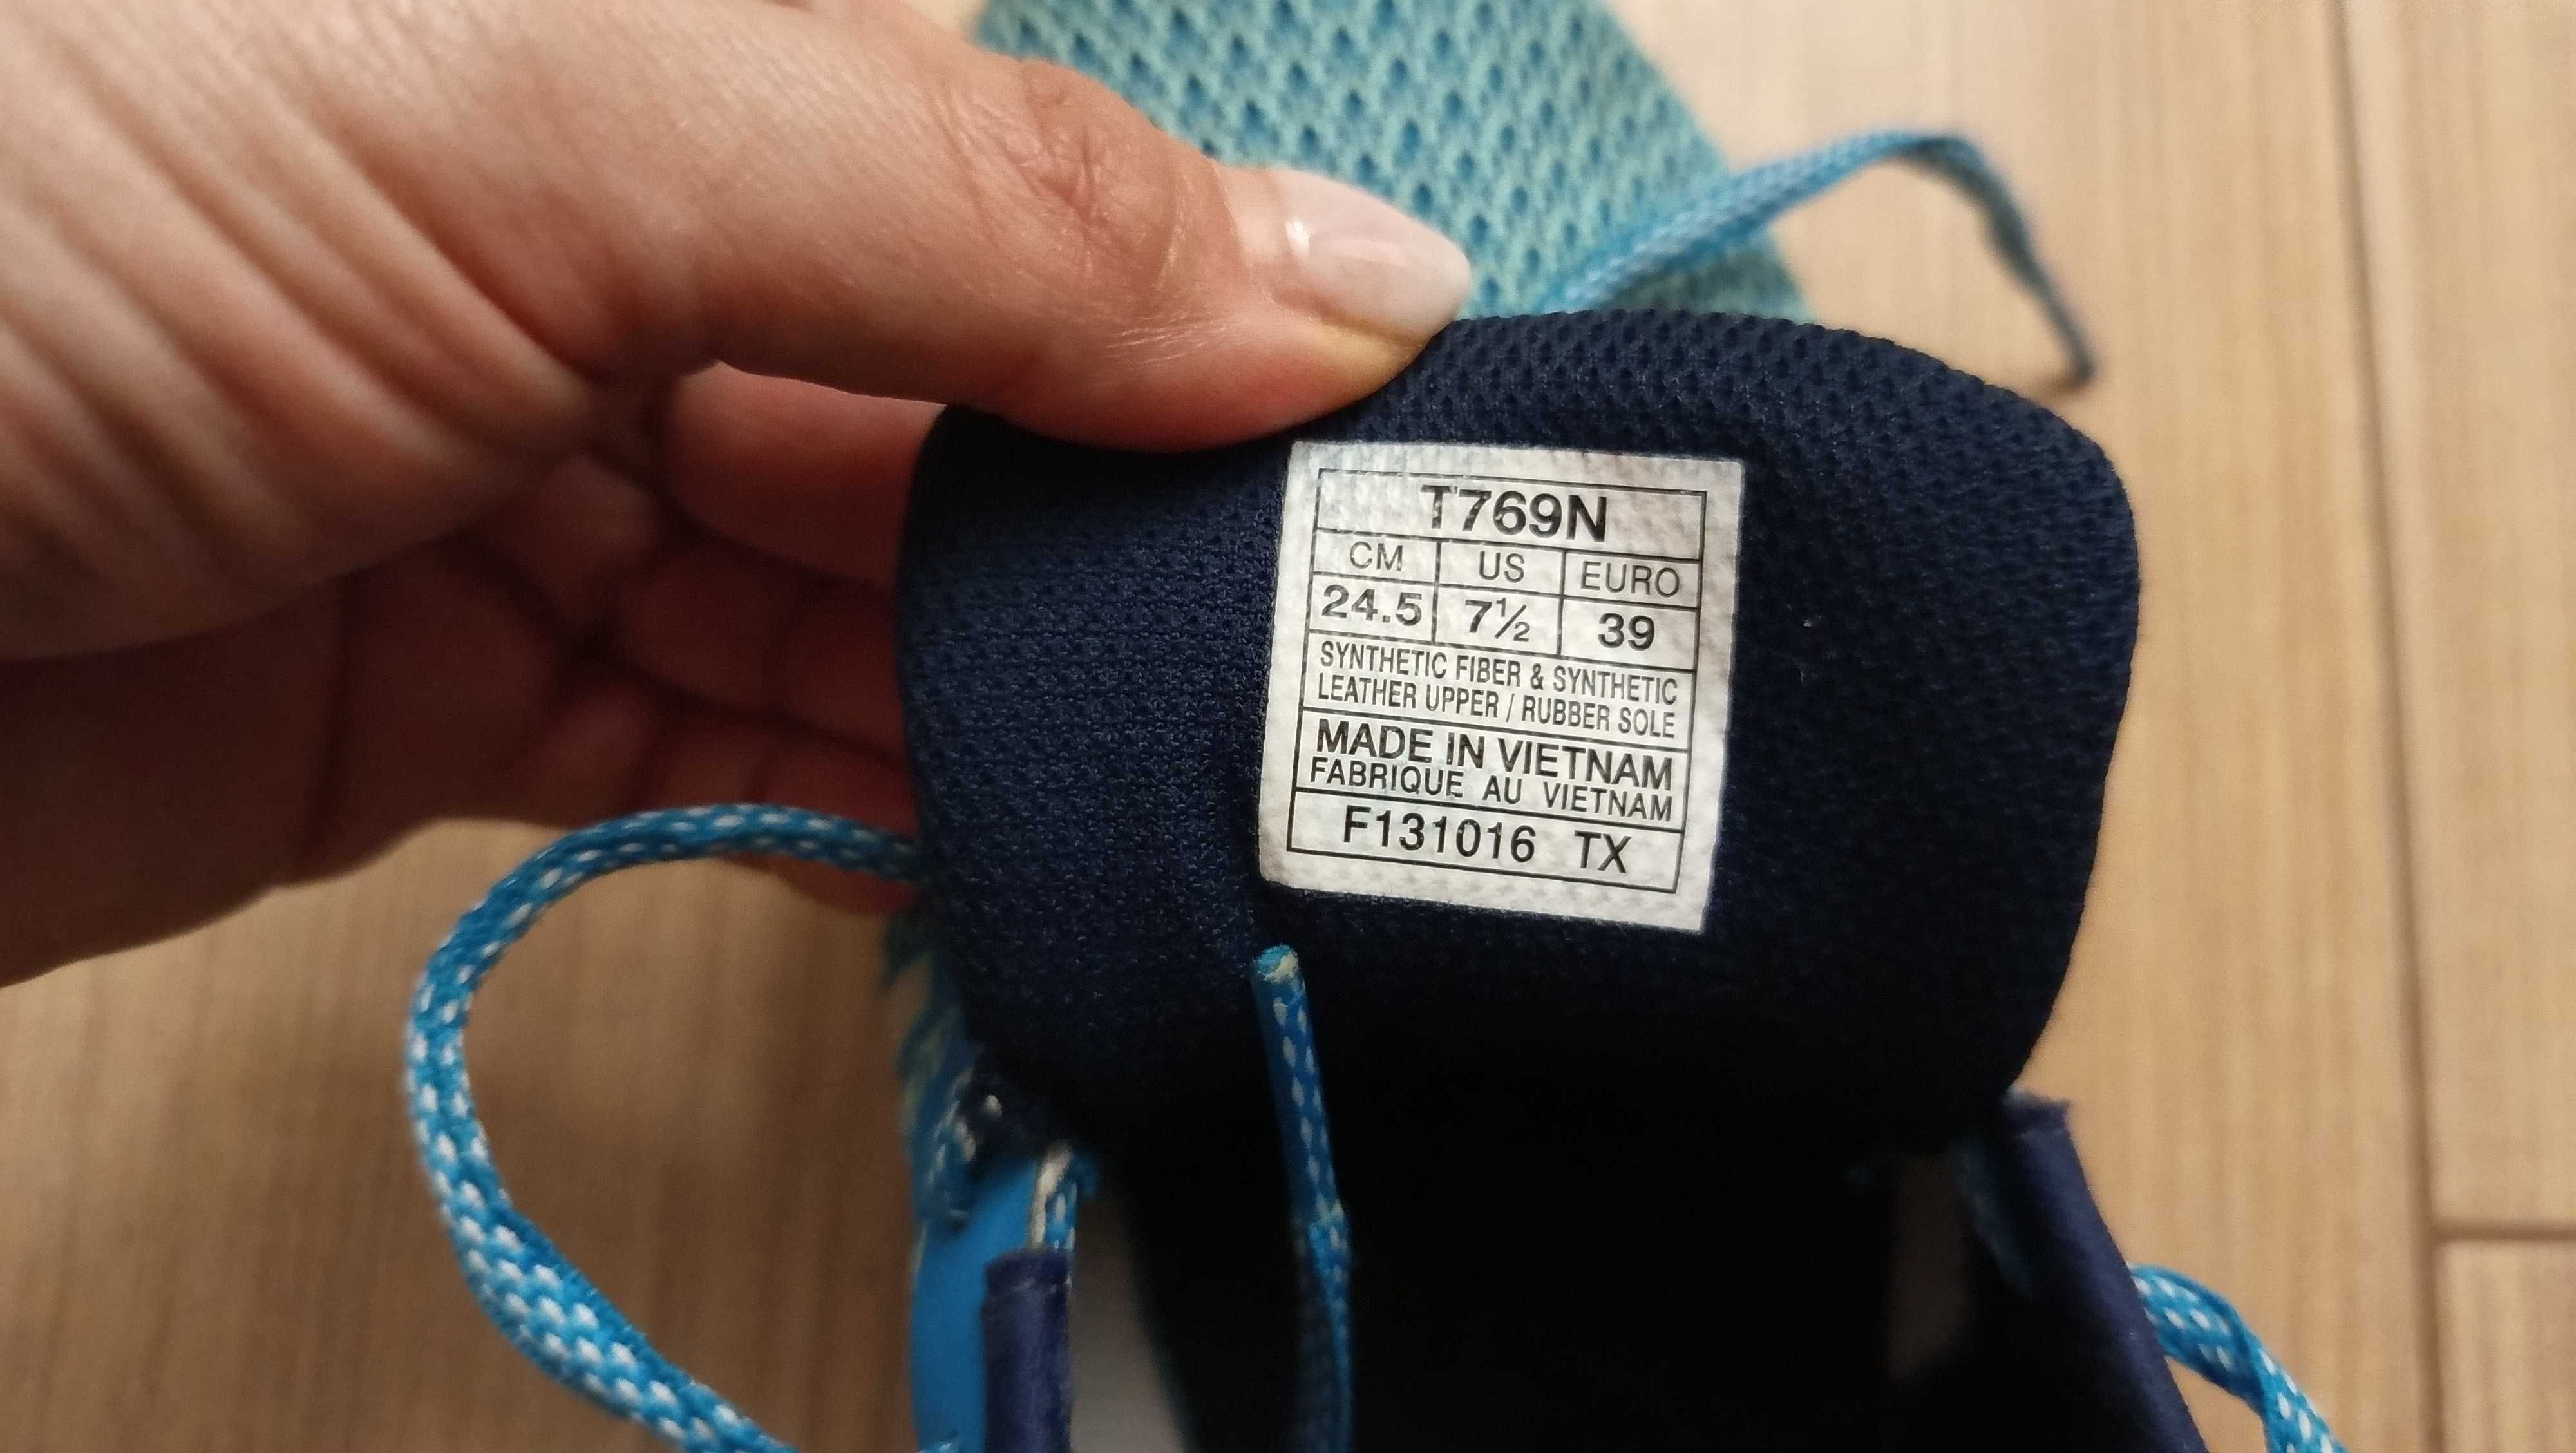 T769N
CM US EURO
24.5 7½ 39
SYNTHETIC FIBER & SYNTHETIC
LEATHER UPPER / RUBBER SOLE
MADE IN VIETNAM
FABRIQUE AU VIETNAM
F131016 TX